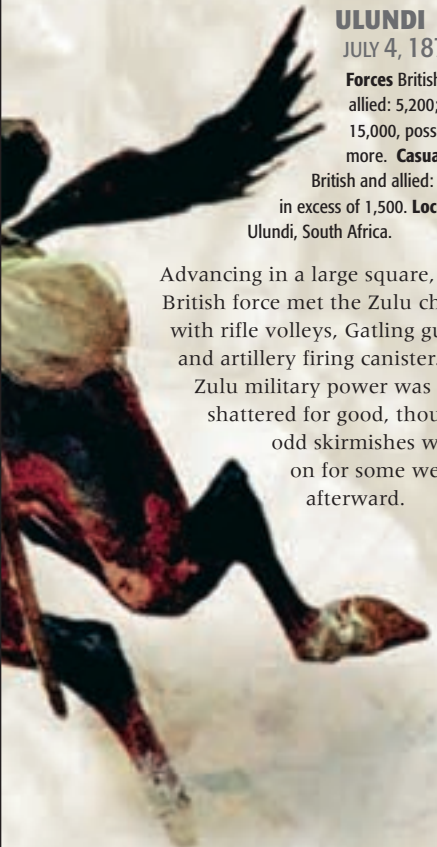 ULUNDI
JULY 4, 187
Forces British
allied: 5,200;
15,000, poss
more. Casua
British and allied:
in excess of 1,500. Loc
Ulundi, South Africa.
Advancing in a large square,
British force met the Zulu ch
with rifle volleys, Gatling gu
and artillery firing canister.
Zulu military power was
shattered for good, thou
odd skirmishes w
on for some we
afterward.